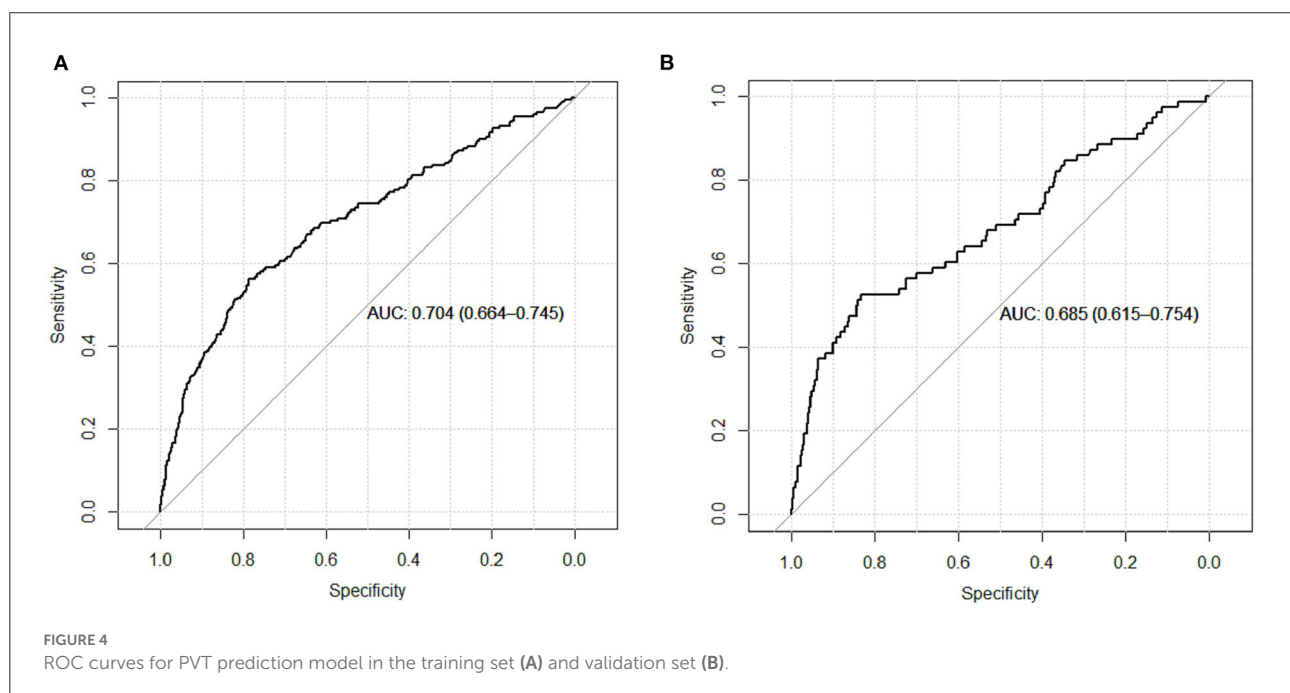 A
1.0
0.8
0.6
0.4
0.2
0.0
Sensitivity
AUC: 0.704 (0.664–0.745)
1.0 0.8 0.6 0.4 0.2 0.0
Specificity
B
1.0
0.8
0.6
0.4
0.2
0.0
Sensitivity
AUC: 0.685 (0.615–0.754)
1.0 0.8 0.6 0.4 0.2 0.0
Specificity
FIGURE 4
ROC curves for PVT prediction model in the training set (A) and validation set (B).